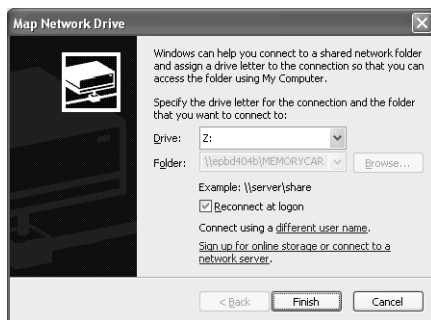 Map Network Drive
Windows can help you connect to a shared network folder
and assign a drive letter to the connection so that you can
access the folder using My Computer.
Specify the drive letter for the connection and the folder
that you want to connect to:
Drive: Z:
Folder: \\epbd404b\MEMORYCAR Browse...
Example: \\server\share
Reconnect at logon
Connect using a different user name.
Sign up for online storage or connect to a
network server.
< Back Finish Cancel